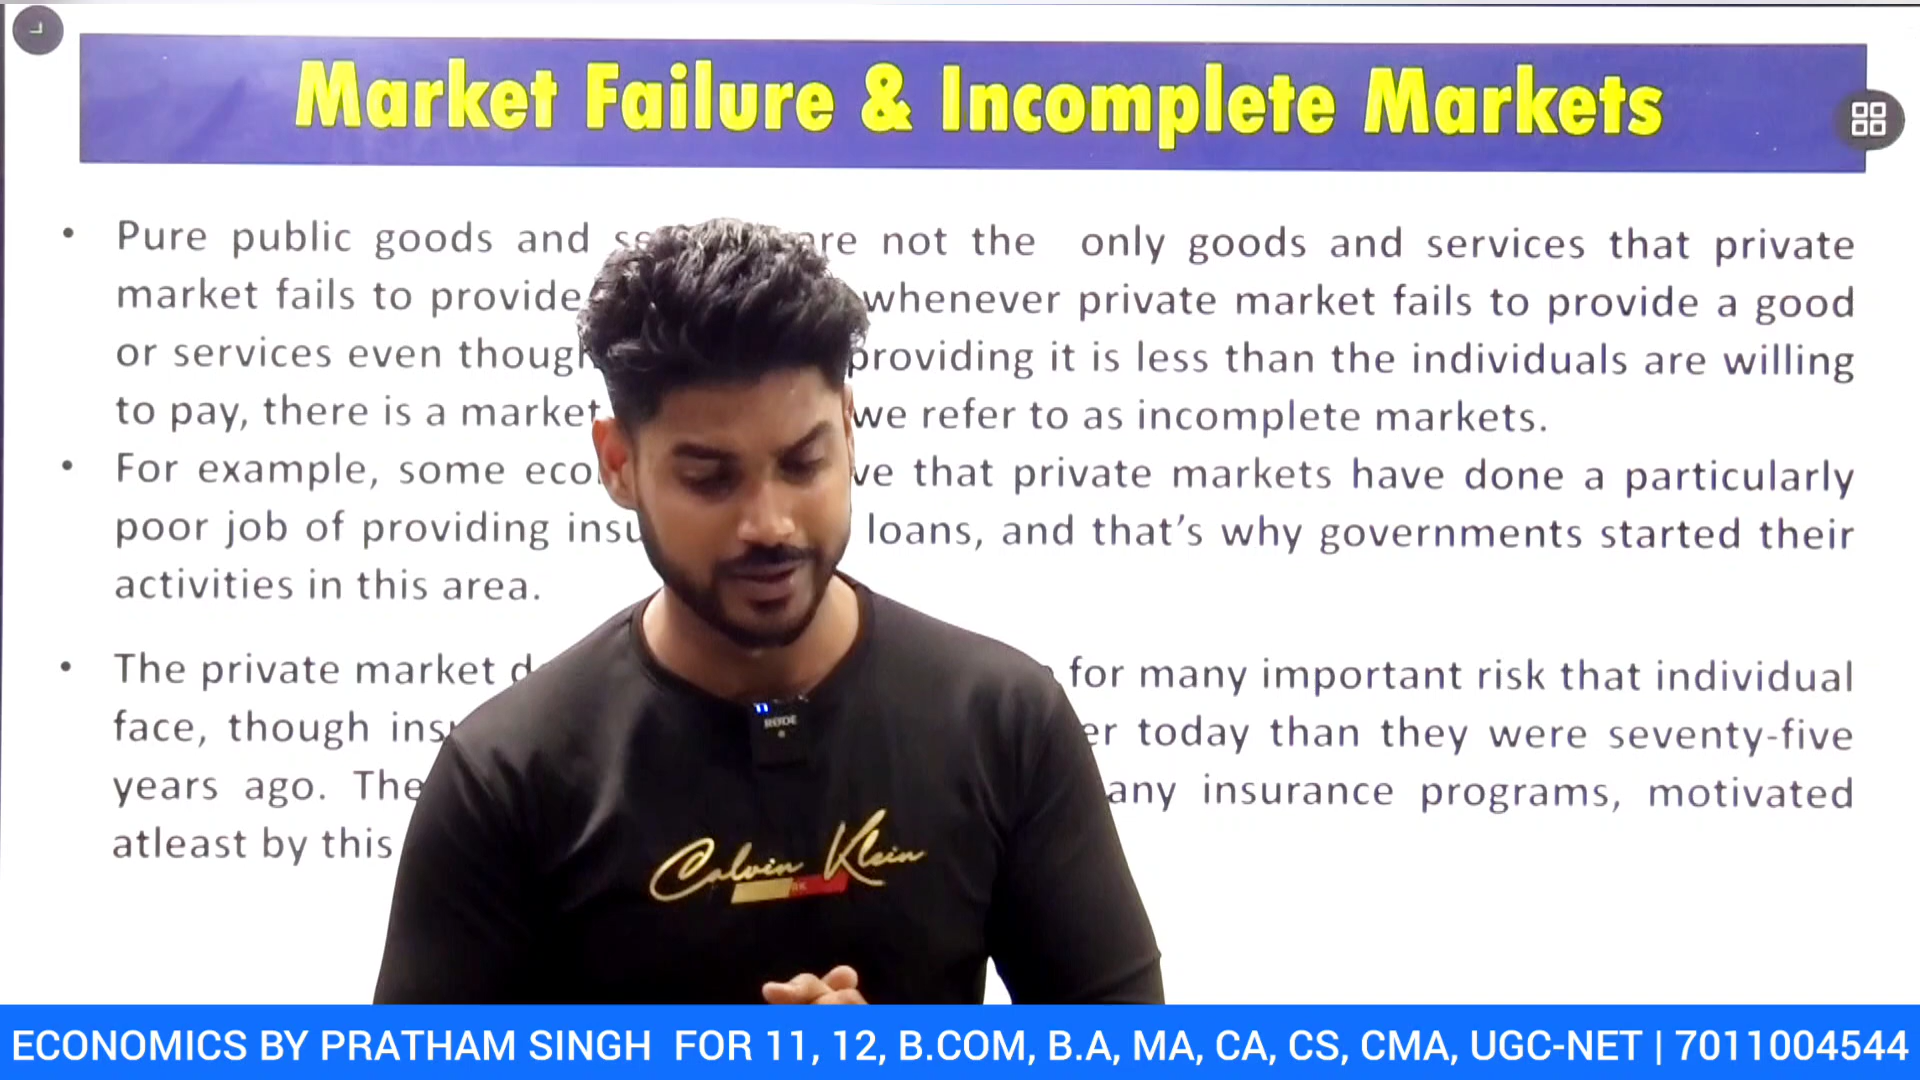 Market Failure & Incomplete Markets
• Pure public goods and are not the only goods and services that private
market fails to provide whenever private market fails to provide a good
or services even though providing it is less than the individuals are willing
to pay, there is a market we refer to as incomplete markets.
• For example, some that private markets have done a particularly
poor job of providing loans, and that's why governments started their
activities in this area.
• The private market for many important risk that individual
face, though today than they were seventy-five
years ago. The any insurance programs, motivated
atleast by this
RØDE
Calvin Klein
ECONOMICS BY PRATHAM SINGH FOR 11, 12, B.COM, B.A, MA, CA, CS, CMA, UGC-NET | 7011004544